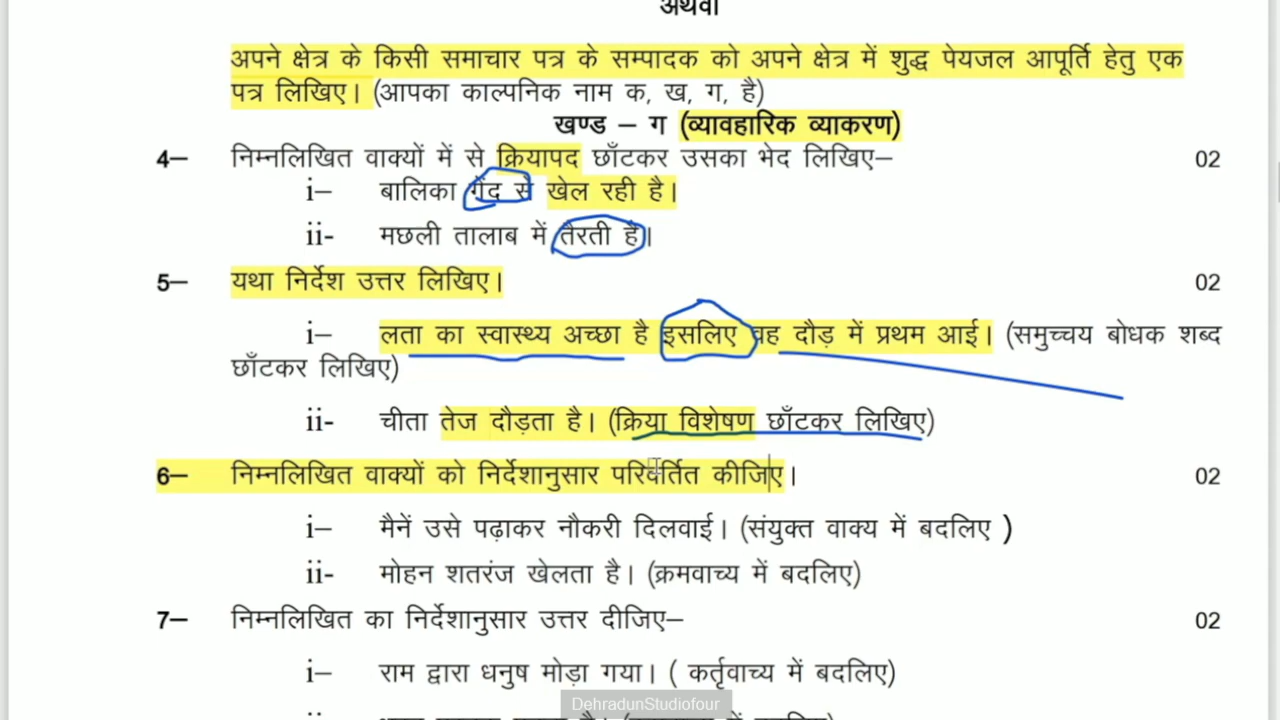 अथवा
अपने क्षेत्र के किसी समाचार पत्र के सम्पादक को अपने क्षेत्र में शुद्ध पेयजल आपूर्ति हेतु एक
पत्र लिखिए। (आपका काल्पनिक नाम क, ख, ग, है)
खण्ड – ग (व्यावहारिक व्याकरण)
4– निम्नलिखित वाक्यों में से क्रियापद छाँटकर उसका भेद लिखिए– 02
i– बालिका गेंद से खेल रही है।
ii- मछली तालाब में तैरती है।
5– यथा निर्देश उत्तर लिखिए। 02
i– लता का स्वास्थ्य अच्छा है इसलिए वह दौड़ में प्रथम आई। (समुच्चय बोधक शब्द
छाँटकर लिखिए)
ii- चीता तेज दौड़ता है। (क्रिया विशेषण छाँटकर लिखिए)
6– निम्नलिखित वाक्यों को निर्देशानुसार परिवर्तित कीजिए। 02
i– मैनें उसे पढ़ाकर नौकरी दिलवाई। (संयुक्त वाक्य में बदलिए )
ii- मोहन शतरंज खेलता है। (क्रमवाच्य में बदलिए)
7– निम्नलिखित का निर्देशानुसार उत्तर दीजिए– 02
i– राम द्वारा धनुष मोड़ा गया। ( कर्तृवाच्य में बदलिए)
DehradunStudiofour